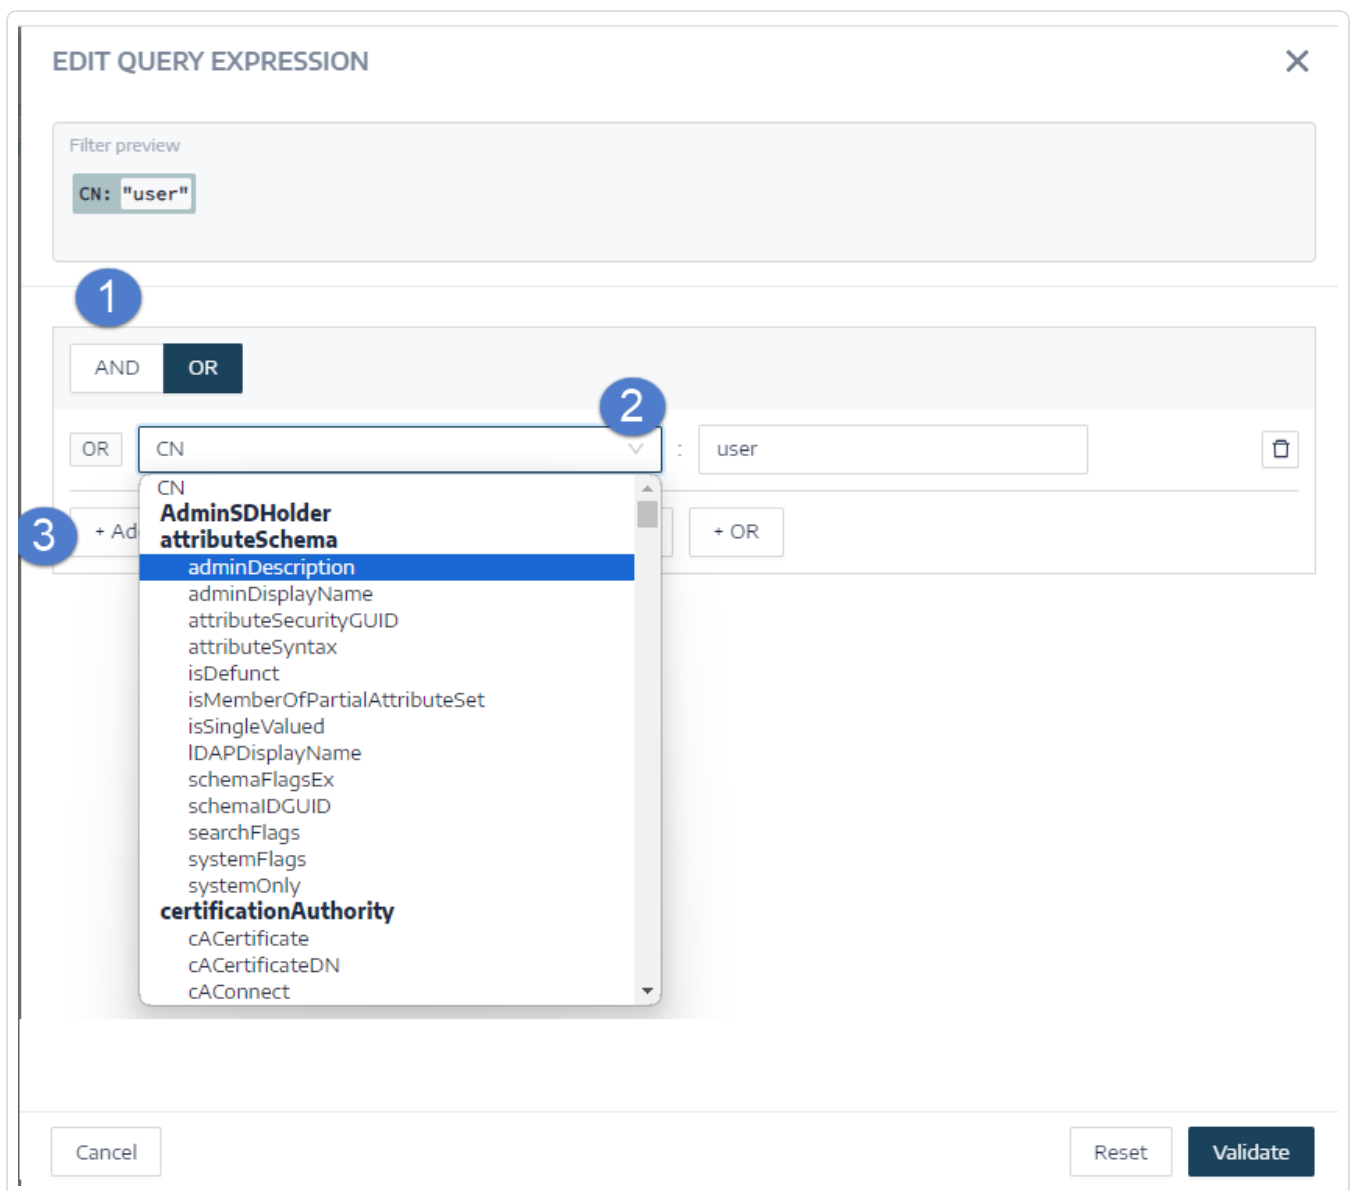 EDIT QUERY EXPRESSION
Filter preview
CN: "user"
1
AND OR
2
OR CN : user
CN
AdminSDHolder
3 + Ad + OR
attributeSchema
adminDescription
adminDisplayName
attributeSecurityGUID
attributeSyntax
isDefunct
isMemberOfPartialAttributeSet
isSingleValued
lDAPDisplayName
schemaFlagsEx
schemaIDGUID
searchFlags
systemFlags
systemOnly
certificationAuthority
cACertificate
cACertificateDN
cAConnect
Cancel Reset Validate